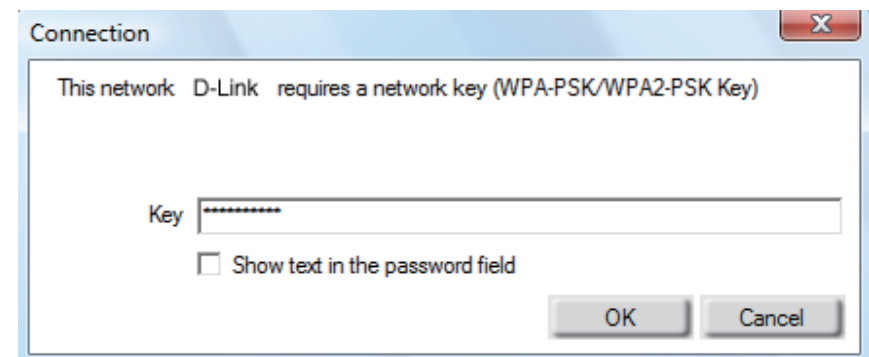 Connection
This network D-Link requires a network key (WPA-PSK/WPA2-PSK Key)
Key **********
Show text in the password field
OK Cancel